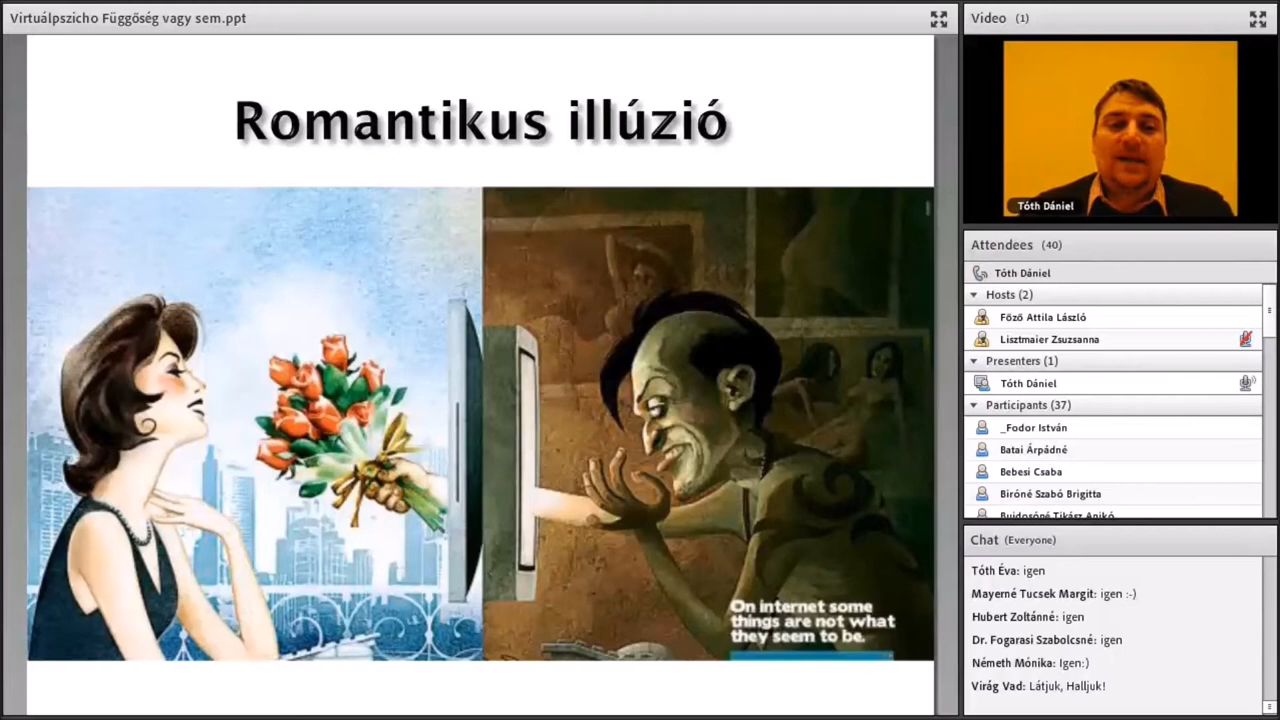 Virtuálpszicho Függőség vagy sem.ppt
Romantikus illúzió
On internet some
things are not what
they seem to be.
Video (1)
Tóth Dániel
Attendees (40)
Tóth Dániel
Hosts (2)
Főző Attila László
Lisztmaier Zsuzsanna
Presenters (1)
Tóth Dániel
Participants (37)
_Fodor István
Batai Árpádné
Bebesi Csaba
Biróné Szabó Brigitta
Bujdosóné Tikász Anikó
Chat (Everyone)
Tóth Éva: igen
Mayerné Tucsek Margit: igen :-)
Hubert Zoltánné: igen
Dr. Fogarasi Szabolcsné: igen
Németh Mónika: Igen:)
Virág Vad: Látjuk, Halljuk!